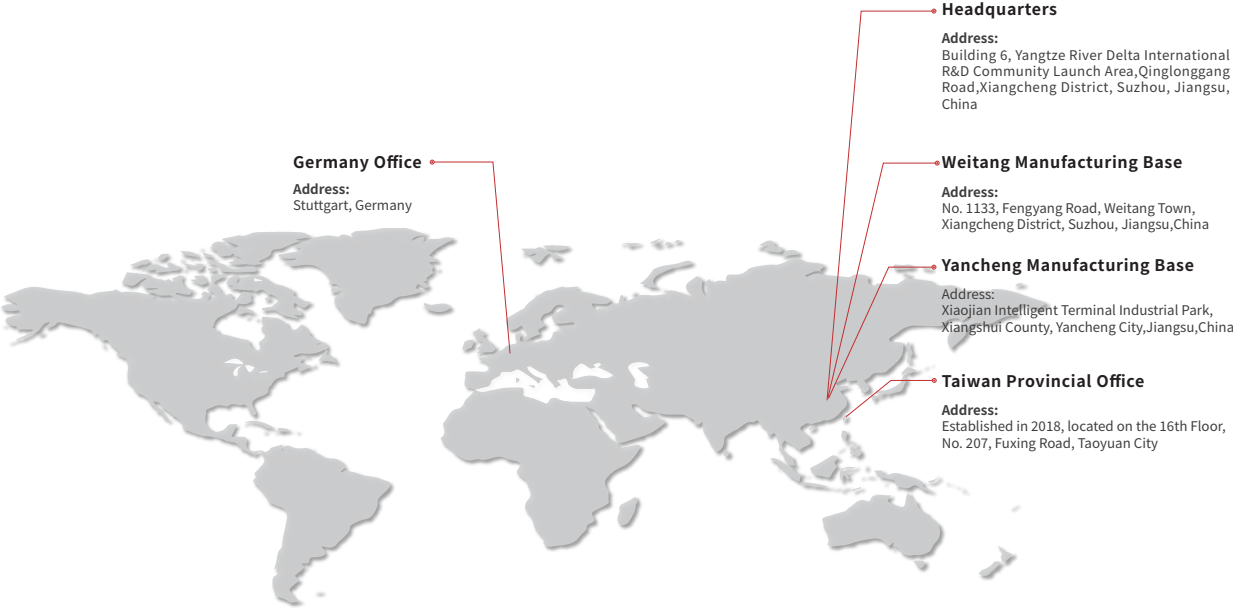 Headquarters
Address:
Building 6, Yangtze River Delta International
R&D Community Launch Area,Qinglonggang
Road,Xiangcheng District, Suzhou, Jiangsu,
China
Germany Office
Address:
Stuttgart, Germany
Weitang Manufacturing Base
Address:
No. 1133, Fengyang Road, Weitang Town,
Xiangcheng District, Suzhou, Jiangsu,China
Yancheng Manufacturing Base
Address:
Xiaojian Intelligent Terminal Industrial Park,
Xiangshui County, Yancheng City,Jiangsu,China
Taiwan Provincial Office
Address:
Established in 2018, located on the 16th Floor,
No. 207, Fuxing Road, Taoyuan City